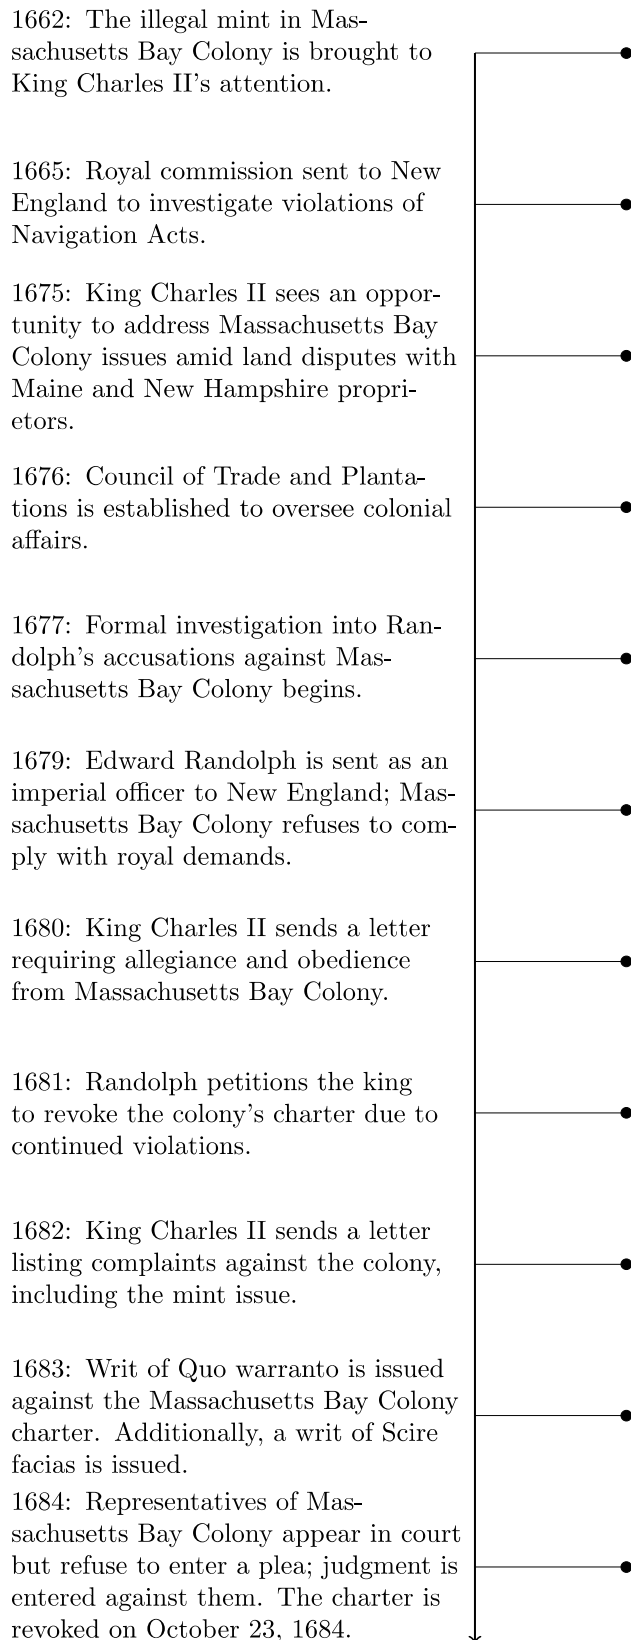 1662: The illegal mint in Mas-
sachusetts Bay Colony is brought to
King Charles II's attention.
1665: Royal commission sent to New
England to investigate violations of
Navigation Acts.
1675: King Charles II sees an oppor-
tunity to address Massachusetts Bay
Colony issues amid land disputes with
Maine and New Hampshire propri-
etors.
1676: Council of Trade and Planta-
tions is established to oversee colonial
affairs.
1677: Formal investigation into Ran-
dolph's accusations against Mas-
sachusetts Bay Colony begins.
1679: Edward Randolph is sent as an
imperial officer to New England; Mas-
sachusetts Bay Colony refuses to com-
ply with royal demands.
1680: King Charles II sends a letter
requiring allegiance and obedience
from Massachusetts Bay Colony.
1681: Randolph petitions the king
to revoke the colony's charter due to
continued violations.
1682: King Charles II sends a letter
listing complaints against the colony,
including the mint issue.
1683: Writ of Quo warranto is issued
against the Massachusetts Bay Colony
charter. Additionally, a writ of Scire
facias is issued.
1684: Representatives of Mas-
sachusetts Bay Colony appear in court
but refuse to enter a plea; judgment is
entered against them. The charter is
revoked on October 23, 1684.